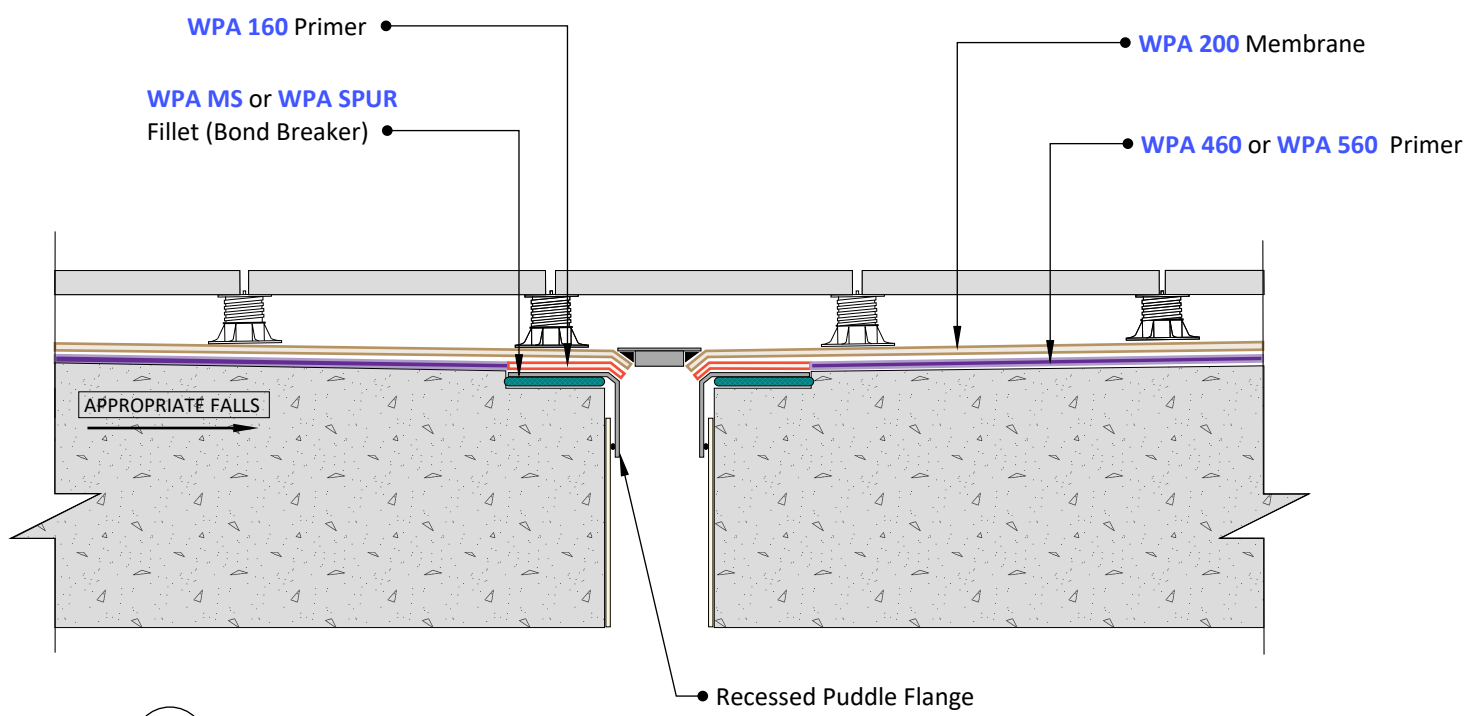 WPA 160 Primer
WPA 200 Membrane
WPA MS or WPA SPUR
Fillet (Bond Breaker)
WPA 460 or WPA 560 Primer
APPROPRIATE FALLS
Recessed Puddle Flange